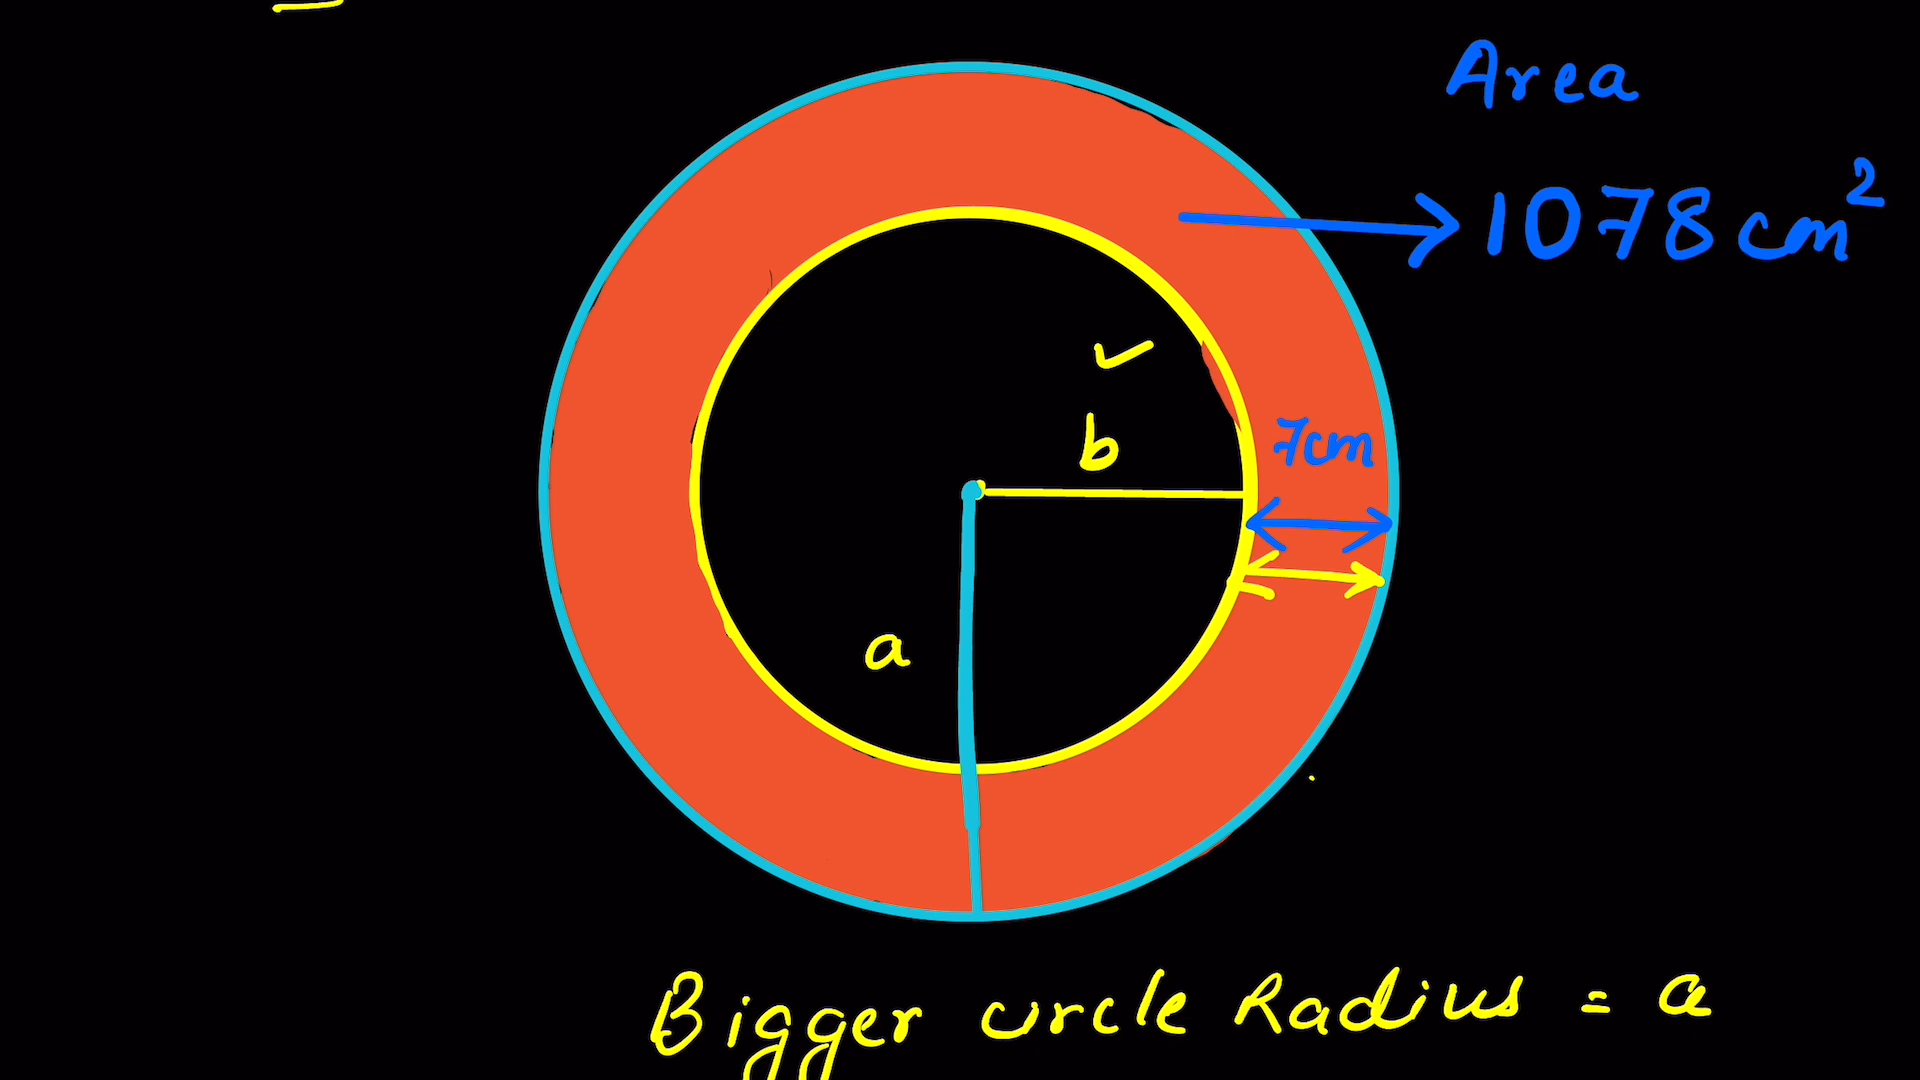 Area
1078 cm²
b
7cm
a
Bigger circle Radius = a